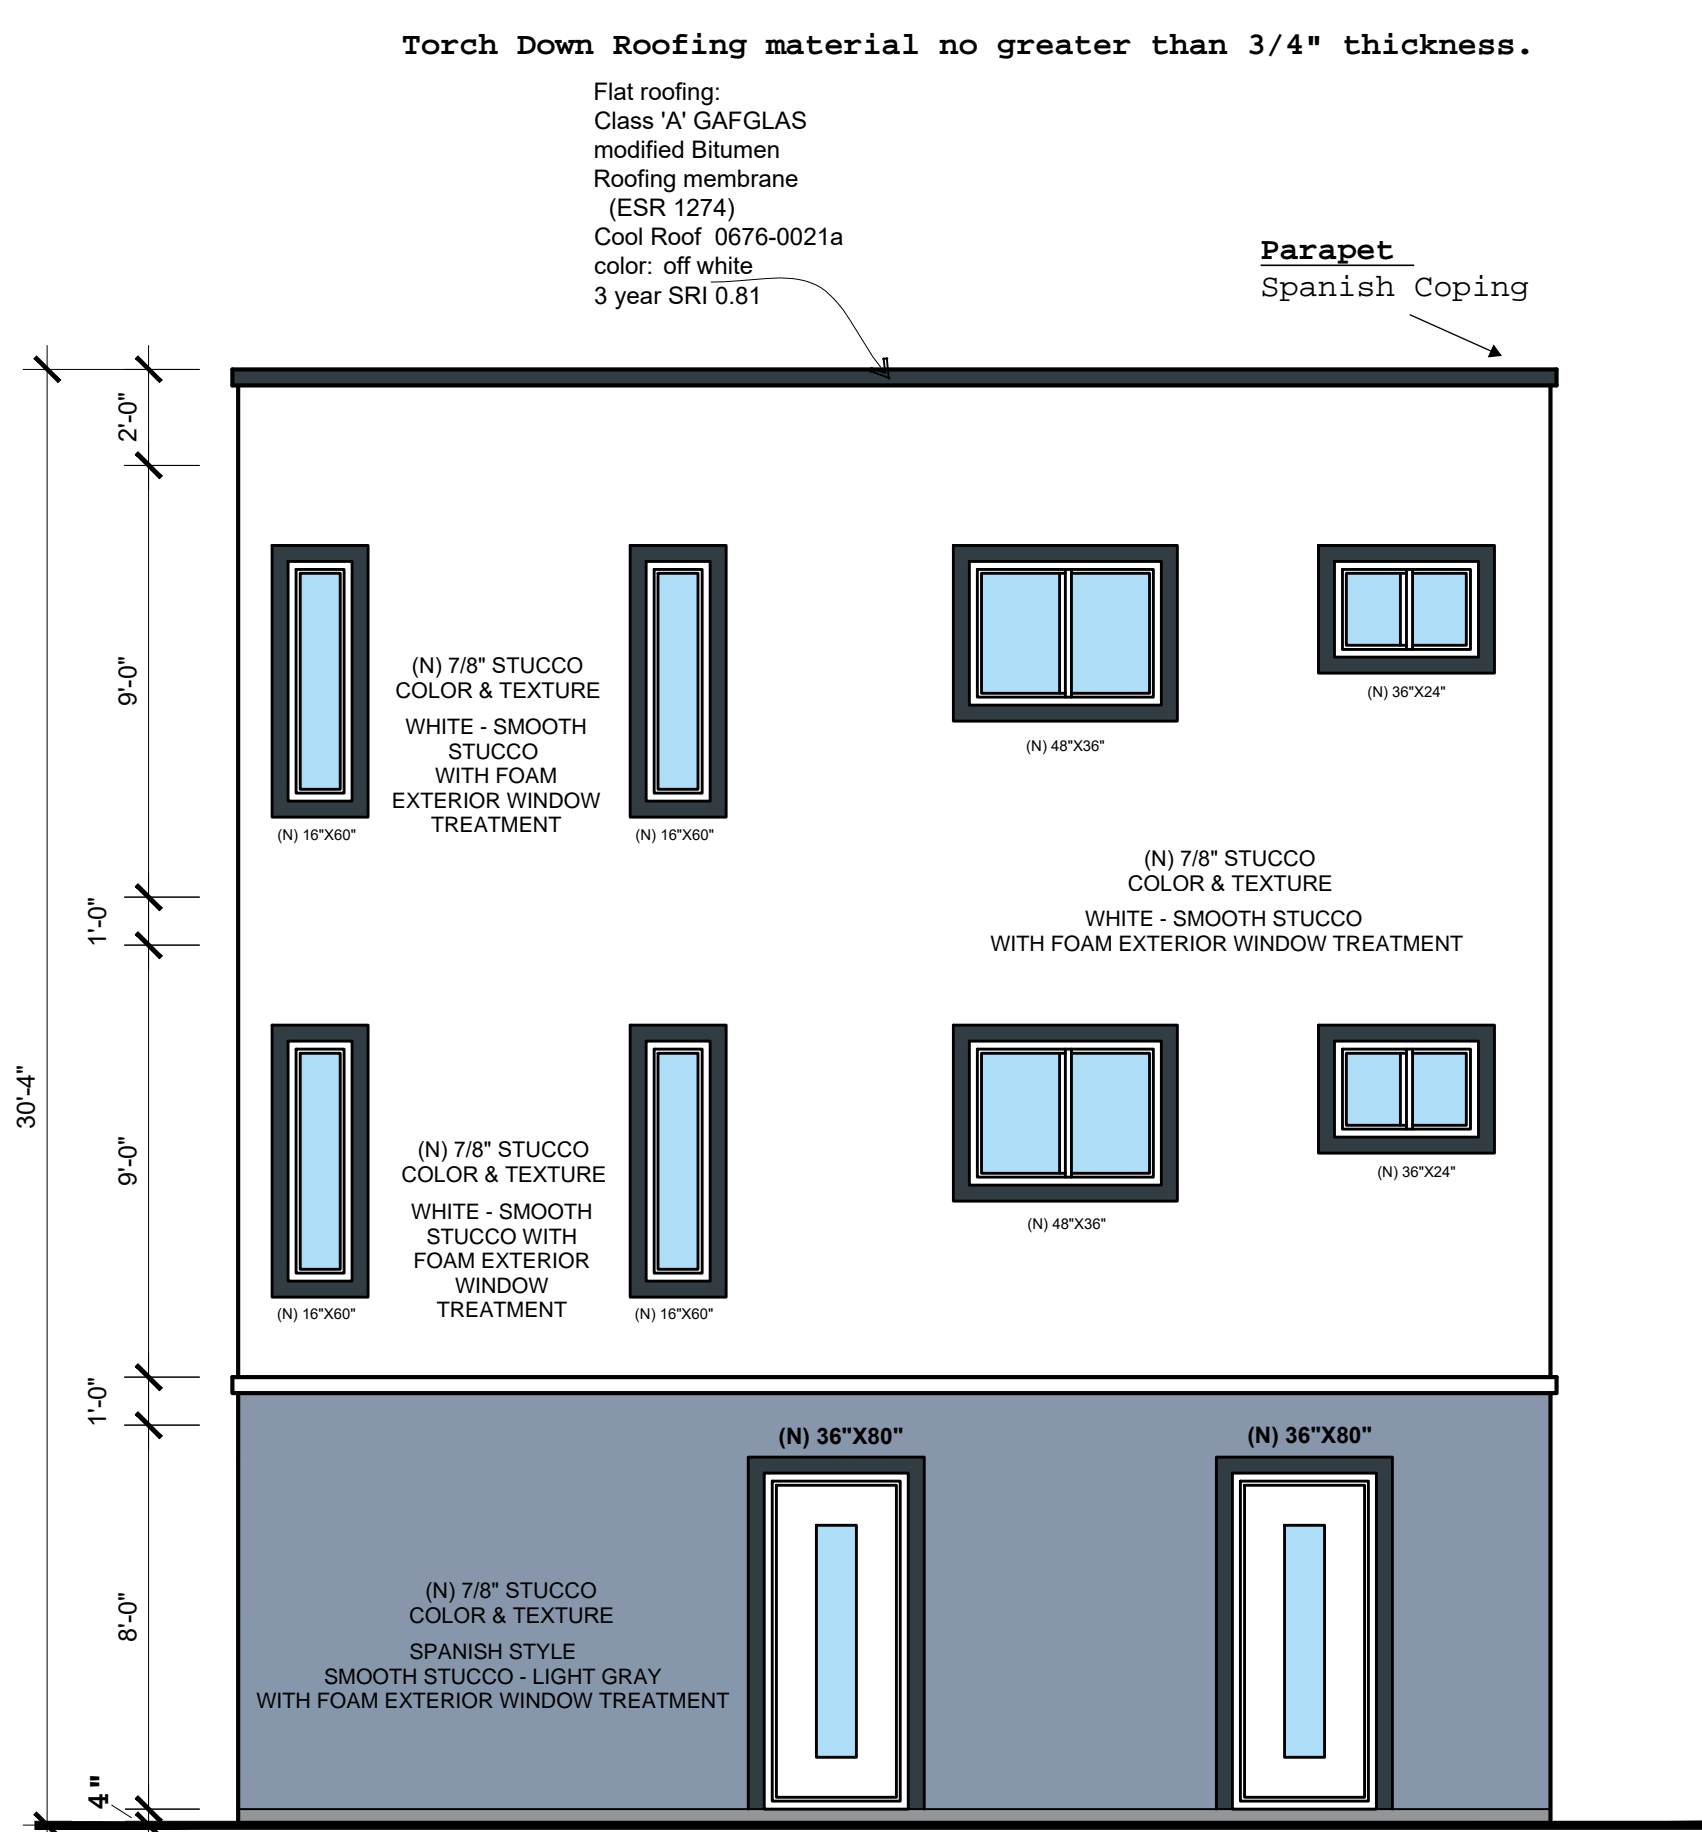 Torch Down Roofing material no greater than 3/4" thickness.
Flat roofing:
Class 'A' GAFGLAS
modified Bitumen
Roofing membrane
(ESR 1274)
Cool Roof 0676-0021a
color: off white
3 year SRI 0.81
Parapet
Spanish Coping
2'-0"
9'-0"
1'-0"
30'-4"
9'-0"
1'-0"
8'-0"
4"
(N) 7/8" STUCCO
COLOR & TEXTURE
WHITE - SMOOTH
STUCCO
WITH FOAM
EXTERIOR WINDOW
TREATMENT
(N) 16"X60"
(N) 16"X60"
(N) 48"X36"
(N) 36"X24"
(N) 7/8" STUCCO
COLOR & TEXTURE
WHITE - SMOOTH STUCCO
WITH FOAM EXTERIOR WINDOW TREATMENT
(N) 7/8" STUCCO
COLOR & TEXTURE
WHITE - SMOOTH
STUCCO WITH
FOAM EXTERIOR
WINDOW
TREATMENT
(N) 16"X60"
(N) 16"X60"
(N) 48"X36"
(N) 36"X24"
(N) 36"X80"
(N) 36"X80"
(N) 7/8" STUCCO
COLOR & TEXTURE
SPANISH STYLE
SMOOTH STUCCO - LIGHT GRAY
WITH FOAM EXTERIOR WINDOW TREATMENT